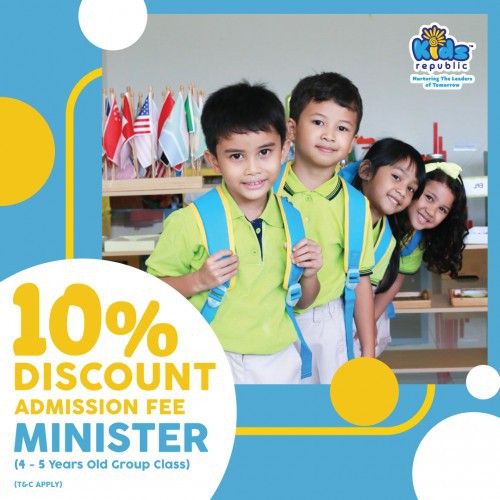 Kids
republic
Nurturing The Leaders
of Tomorrow
10%
DISCOUNT
ADMISSION FEE
MINISTER
(4 - 5 Years Old Group Class)
(T&C APPLY)